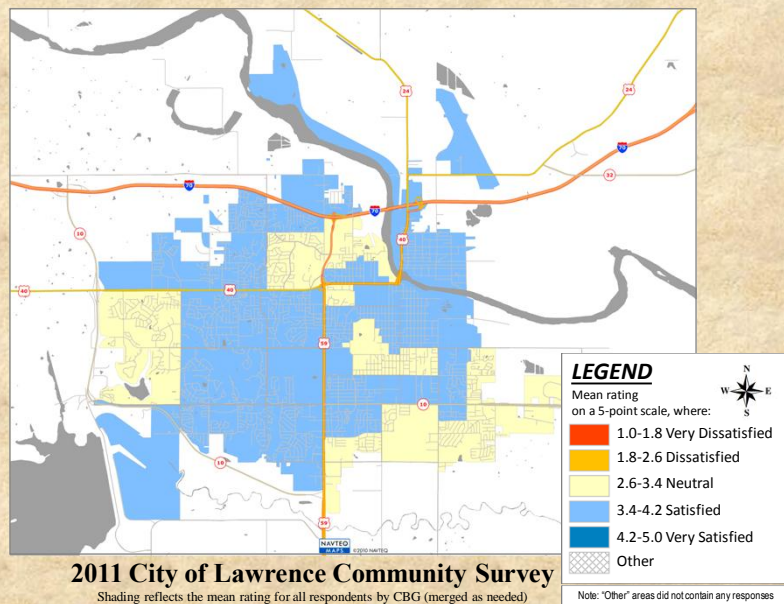 24
24
70
32
70
70
10
40
40
40
59
10
10
59
NAVTEQ
MAPS
©2010 NAVTEQ
LEGEND
Mean rating
on a 5-point scale, where:
N
W
E
S
1.0-1.8 Very Dissatisfied
1.8-2.6 Dissatisfied
2.6-3.4 Neutral
3.4-4.2 Satisfied
4.2-5.0 Very Satisfied
Other
2011 City of Lawrence Community Survey
Shading reflects the mean rating for all respondents by CBG (merged as needed)
Note: "Other" areas did not contain any responses